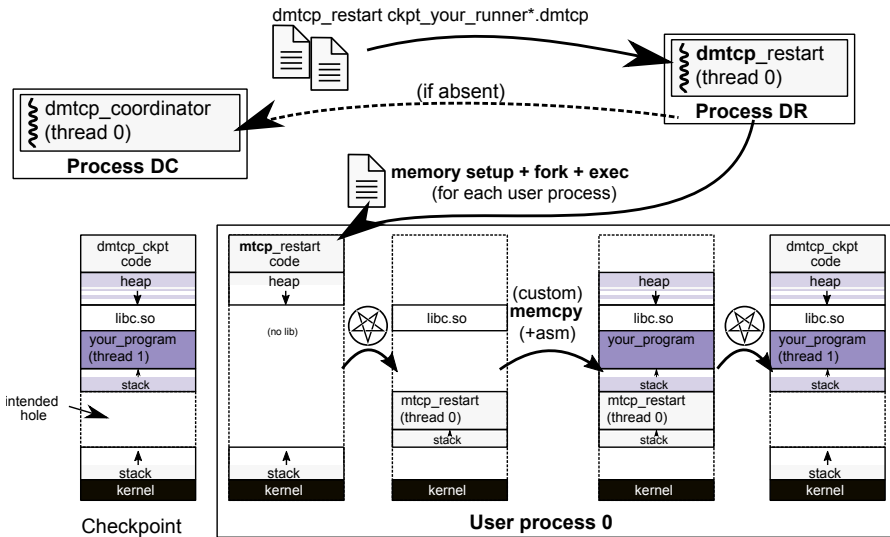 dmtcp_restart ckpt_your_runner*.dmtcp
dmtcp_restart
(thread 0)
Process DR
(if absent)
dmtcp_coordinator
(thread 0)
Process DC
memory setup + fork + exec
(for each user process)
dmtcp_ckpt
code
heap
libc.so
your_program
(thread 1)
stack
intended
hole
stack
kernel
Checkpoint
mtcp_restart
code
heap
(no lib)
stack
kernel
libc.so
mtcp_restart
(thread 0)
stack
kernel
(custom)
memcpy
(+asm)
heap
libc.so
your_program
stack
mtcp_restart
(thread 0)
stack
kernel
dmtcp_ckpt
code
heap
libc.so
your_program
(thread 1)
stack
stack
kernel
User process 0